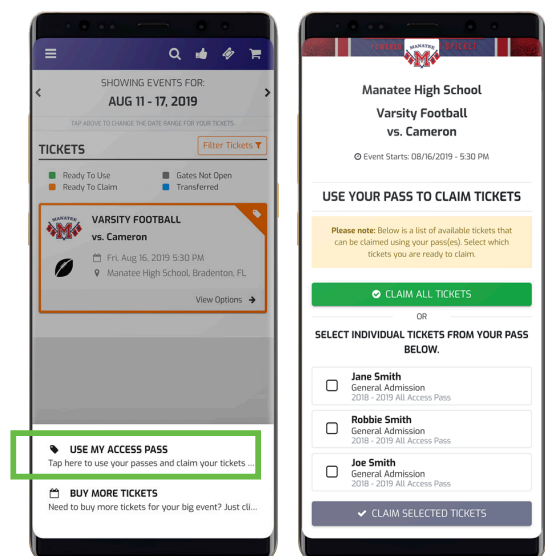 SHOWING EVENTS FOR:
AUG 11 - 17, 2019
TAP ABOVE TO CHANGE THE DATE RANGE FOR YOUR TICKETS.
TICKETS
Filter Tickets
Ready To Use
Gates Not Open
Ready To Claim
Transferred
MANATEE
VARSITY FOOTBALL
vs. Cameron
Fri, Aug 16, 2019 5:30 PM
Manatee High School, Bradenton, FL
View Options
USE MY ACCESS PASS
Tap here to use your passes and claim your tickets ...
BUY MORE TICKETS
Need to buy more tickets for your big event? Just cli...
MANATEE
Manatee High School
Varsity Football
vs. Cameron
Event Starts: 08/16/2019 - 5:30 PM
USE YOUR PASS TO CLAIM TICKETS
Please note: Below is a list of available tickets that
can be claimed using your pass(es). Select which
tickets you are ready to claim.
CLAIM ALL TICKETS
OR
SELECT INDIVIDUAL TICKETS FROM YOUR PASS
BELOW.
Jane Smith
General Admission
2018 - 2019 All Access Pass
Robbie Smith
General Admission
2018 - 2019 All Access Pass
Joe Smith
General Admission
2018 - 2019 All Access Pass
CLAIM SELECTED TICKETS